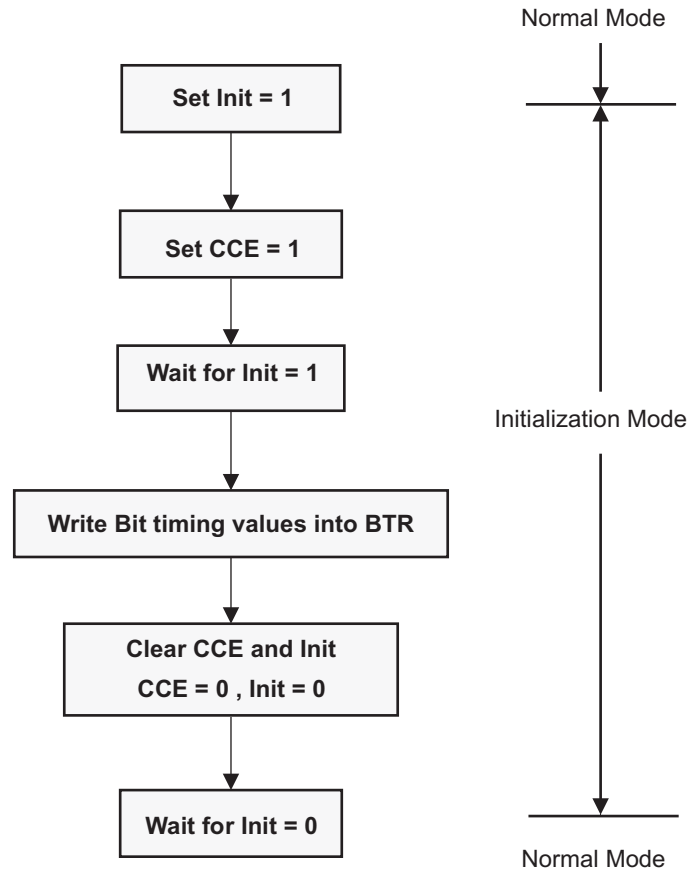 Normal Mode
Set Init = 1
Set CCE = 1
Wait for Init = 1
Initialization Mode
Write Bit timing values into BTR
Clear CCE and Init
CCE = 0 , Init = 0
Wait for Init = 0
Normal Mode